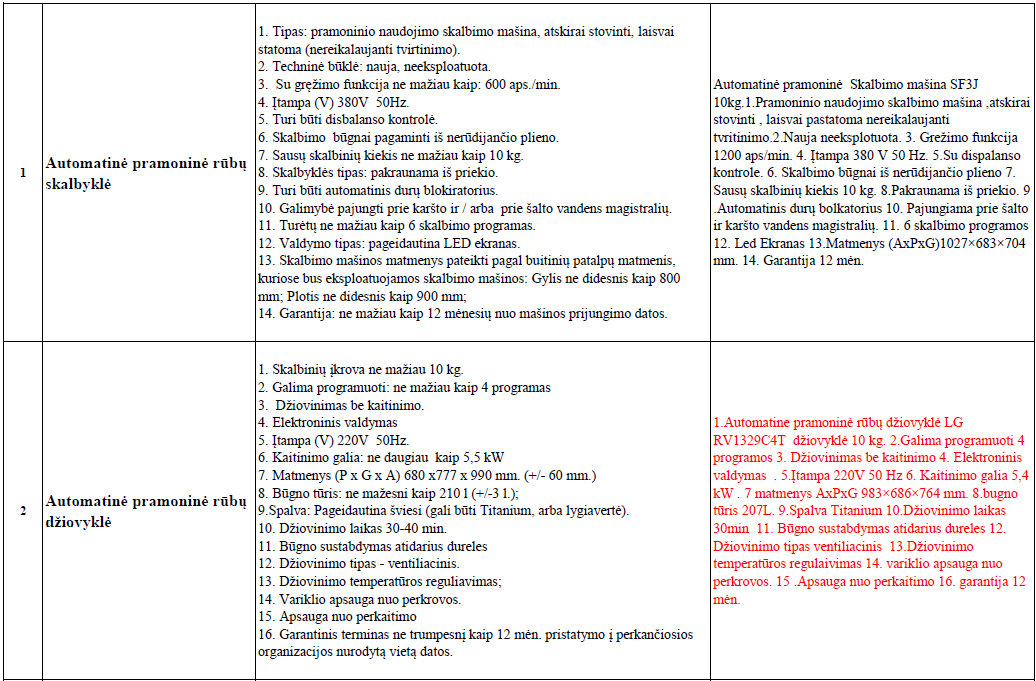 1
Automatinė pramoninė rūbų
skalbyklė
1. Tipas: pramoninio naudojimo skalbimo mašina, atskirai stovinti, laisvai
statoma (nereikalaujanti tvirtinimo).
2. Techninė būklė: nauja, neeksploatuota.
3.  Su gręžimo funkcija ne mažiau kaip: 600 aps./min.
4. Įtampa (V) 380V  50Hz.
5. Turi būti disbalanso kontrolė.
6. Skalbimo  būgnai pagaminti iš nerūdijančio plieno.
7. Sausų skalbinių kiekis ne mažiau kaip 10 kg.
8. Skalbyklės tipas: pakraunama iš priekio.
9. Turi būti automatinis durų blokiratorius.
10. Galimybė pajungti prie karšto ir / arba  prie šalto vandens magistralių.
11. Turėtų ne mažiau kaip 6 skalbimo programas.
12. Valdymo tipas: pageidautina LED ekranas.
13. Skalbimo mašinos matmenys pateikti pagal buitinių patalpų matmenis,
kuriose bus eksploatuojamos skalbimo mašinos: Gylis ne didesnis kaip 800
mm; Plotis ne didesnis kaip 900 mm;
14. Garantija: ne mažiau kaip 12 mėnesių nuo mašinos prijungimo datos.
Automatinė pramoninė  Skalbimo mašina SF3J
10kg.1.Pramoninio naudojimo skalbimo mašina ,atskirai
stovinti , laisvai pastatoma nereikalaujanti
tvritinimo.2.Nauja neeksplotuota. 3. Grežimo funkcija
1200 aps/min. 4. Įtampa 380 V 50 Hz. 5.Su dispalanso
kontrole. 6. Skalbimo būgnai iš nerūdijančio plieno 7.
Sausų skalbinių kiekis 10 kg. 8.Pakraunama iš priekio. 9
.Automatinis durų bolkatorius 10. Pajungiama prie šalto
ir karšto vandens magistralių. 11. 6 skalbimo programos
12. Led Ekranas 13.Matmenys (AxPxG)1027×683×704
mm. 14. Garantija 12 mėn.
2
Automatinė pramoninė rūbų
džiovyklė
1. Skalbinių įkrova ne mažiau 10 kg.
2. Galima programuoti: ne mažiau kaip 4 programas
3.  Džiovinimas be kaitinimo.
4. Elektroninis valdymas
5. Įtampa (V) 220V  50Hz.
6. Kaitinimo galia: ne daugiau  kaip 5,5 kW
7. Matmenys (P x G x A) 680 x777 x 990 mm. (+/- 60 mm.)
8. Būgno tūris: ne mažesni kaip 210 l (+/-3 l.);
9.Spalva: Pageidautina šviesi (gali būti Titanium, arba lygiavertė).
10. Džiovinimo laikas 30-40 min.
11. Būgno sustabdymas atidarius dureles
12. Džiovinimo tipas - ventiliacinis.
13. Džiovinimo temperatūros reguliavimas;
14. Variklio apsauga nuo perkrovos.
15. Apsauga nuo perkaitimo
16. Garantinis terminas ne trumpesnį kaip 12 mėn. pristatymo į perkančiosios
organizacijos nurodytą vietą datos.
1.Automatine pramoninė rūbų džiovyklė LG
RV1329C4T  džiovyklė 10 kg. 2.Galima programuoti 4
programos 3. Džiovinimas be kaitinimo 4. Elektroninis
valdymas  . 5.Įtampa 220V 50 Hz 6. Kaitinimo galia 5,4
kW . 7 matmenys AxPxG 983×686×764 mm. 8.bugno
tūris 207L. 9.Spalva Titanium 10.Džiovinimo laikas
30min  11. Būgno sustabdymas atidarius dureles 12.
Džiovinimo tipas ventiliacinis  13.Džiovinimo
temperatūros regulaivimas 14. variklio apsauga nuo
perkrovos. 15 .Apsauga nuo perkaitimo 16. garantija 12
mėn.